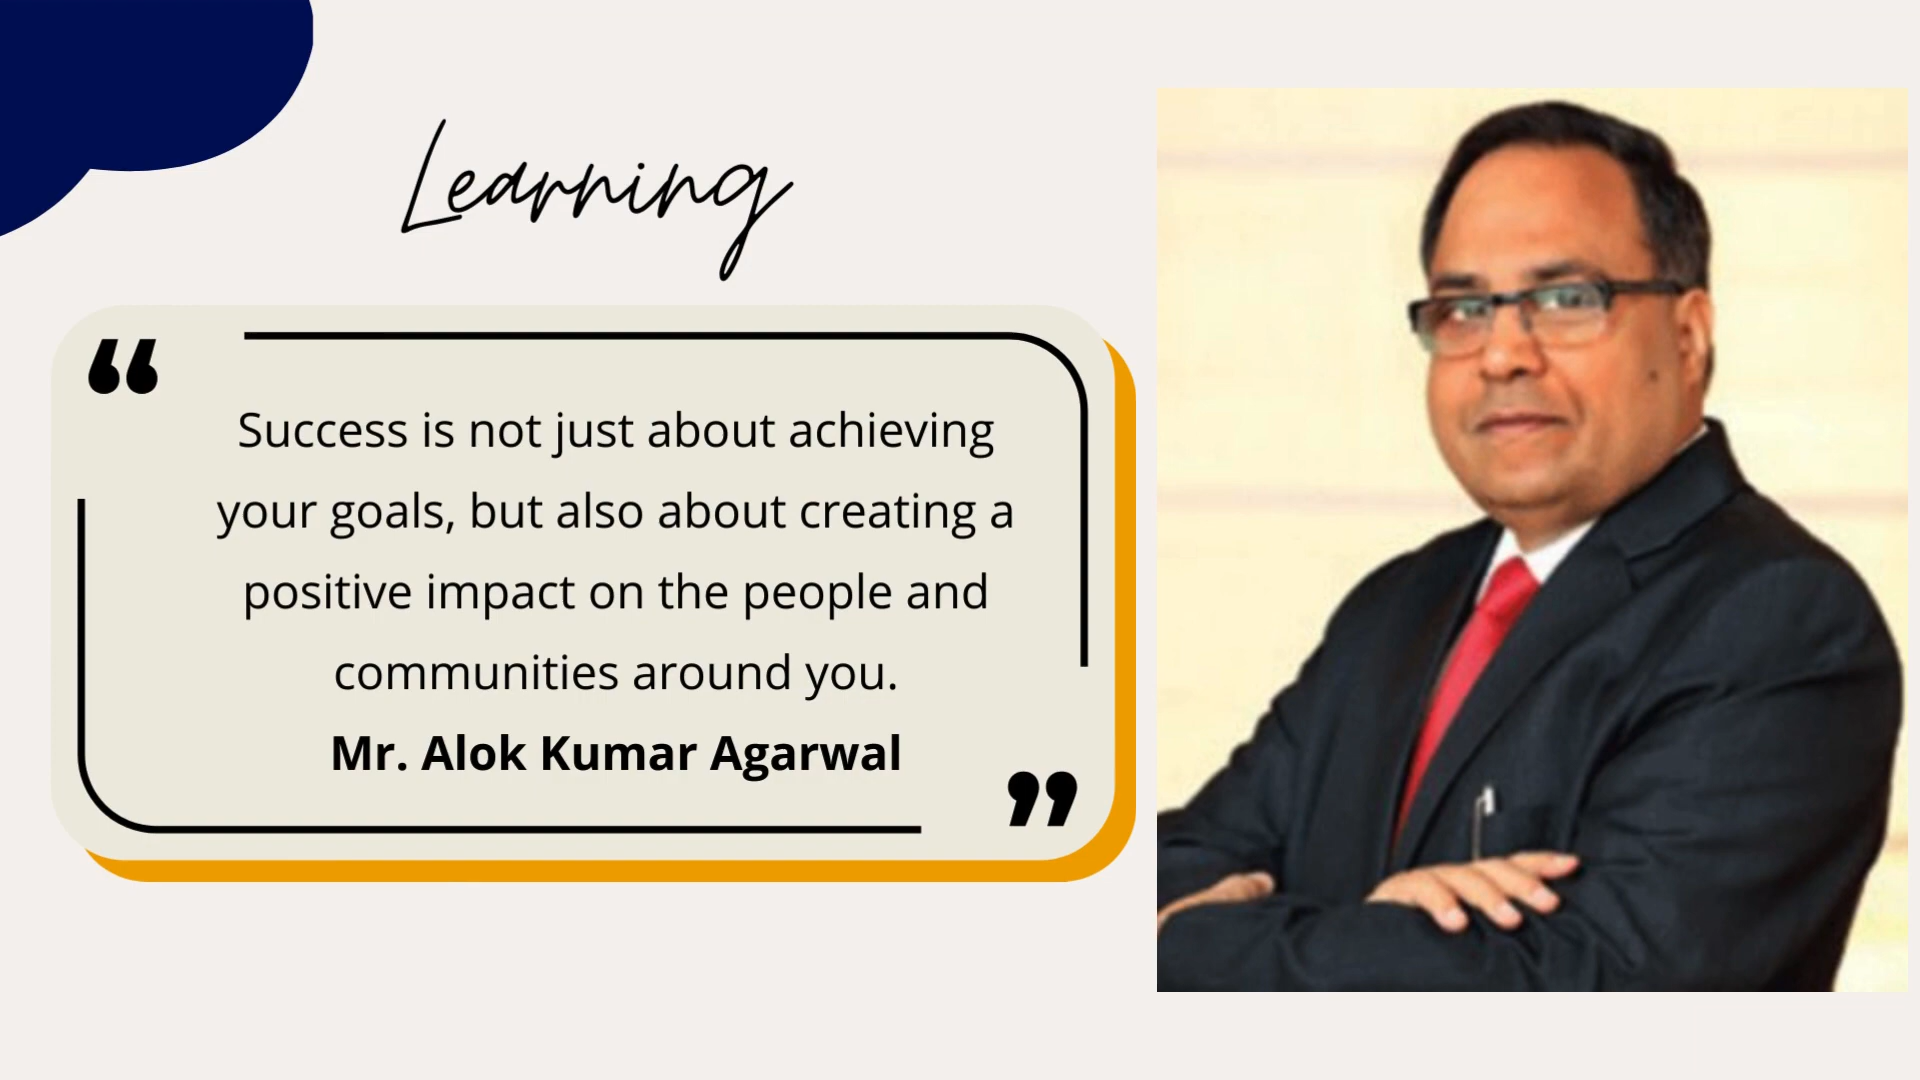 Learning
“
Success is not just about achieving
your goals, but also about creating a
positive impact on the people and
communities around you.
Mr. Alok Kumar Agarwal
”